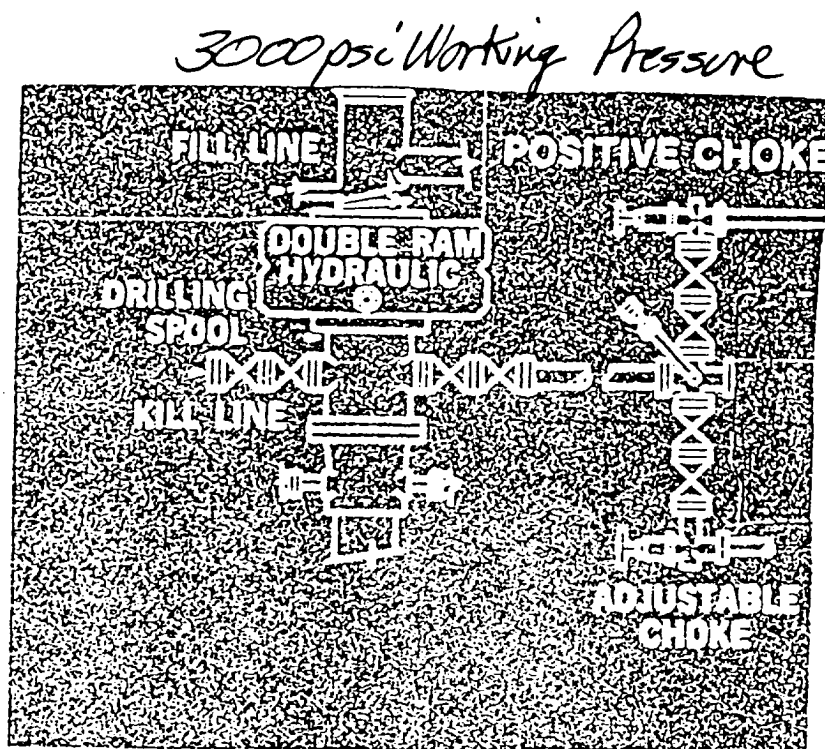 3000 psi Working Pressure
FILL LINE
POSITIVE CHOKE
DOUBLE RAM
HYDRAULIC
DRILLING
SPOOL
KILL LINE
ADJUSTABLE
CHOKE